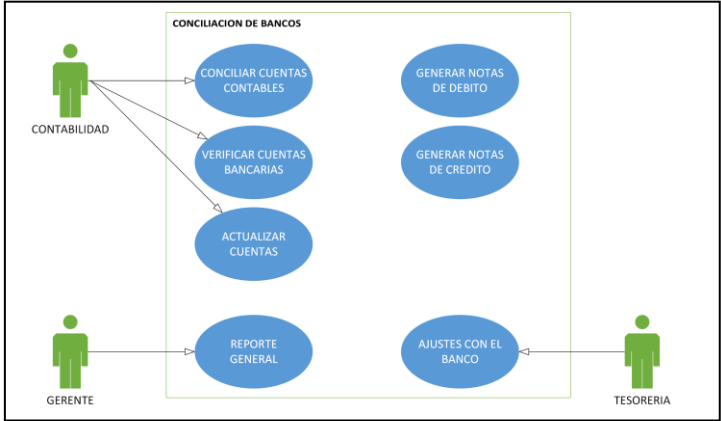 CONCILIACION DE BANCOS
CONCILIAR CUENTAS
CONTABLES
GENERAR NOTAS
DE DEBITO
CONTABILIDAD
VERIFICAR CUENTAS
BANCARIAS
GENERAR NOTAS
DE CREDITO
ACTUALIZAR
CUENTAS
REPORTE
GENERAL
AJUSTES CON EL
BANCO
GERENTE
TESORERIA